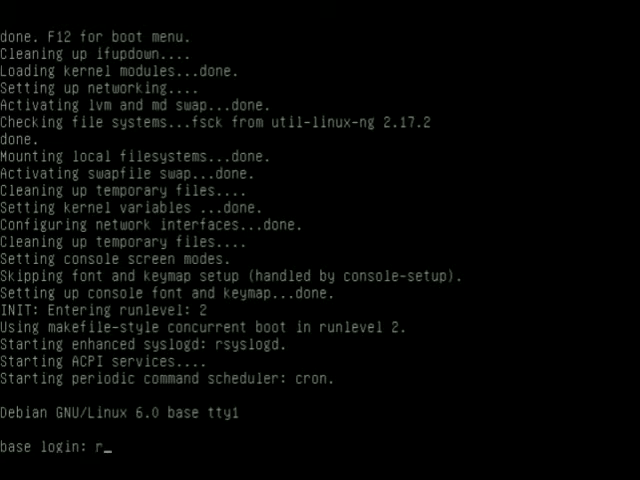 done. F12 for boot menu.
Cleaning up ifupdown....
Loading kernel modules...done.
Setting up networking....
Activating lvm and md swap...done.
Checking file systems...fsck from util-linux-ng 2.17.2
done.
Mounting local filesystems...done.
Activating swapfile swap...done.
Cleaning up temporary files....
Setting kernel variables ...done.
Configuring network interfaces...done.
Cleaning up temporary files....
Setting console screen modes.
Skipping font and keymap setup (handled by console-setup).
Setting up console font and keymap...done.
INIT: Entering runlevel: 2
Using makefile-style concurrent boot in runlevel 2.
Starting enhanced syslogd: rsyslogd.
Starting ACPI services....
Starting periodic command scheduler: cron.
Debian GNU/Linux 6.0 base tty1
base login: r_